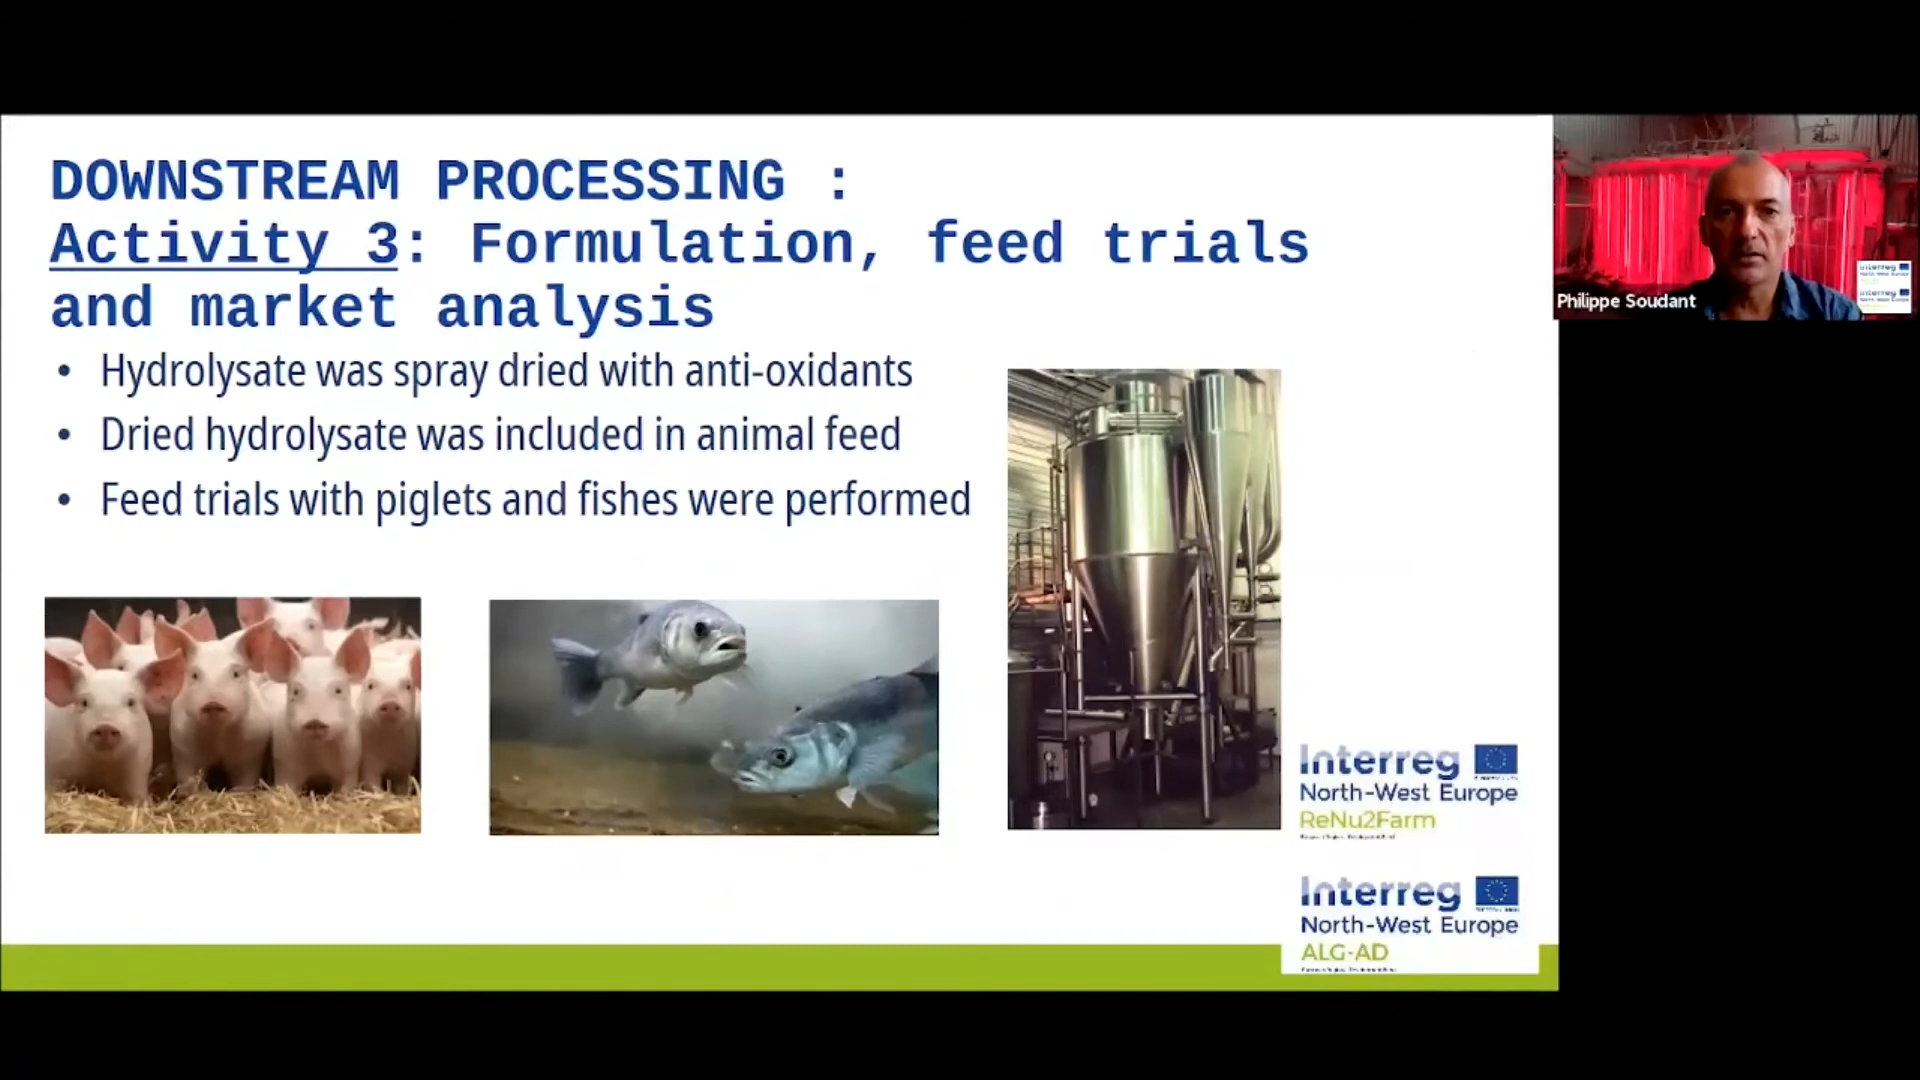 DOWNSTREAM PROCESSING :
Activity 3: Formulation, feed trials
and market analysis
• Hydrolysate was spray dried with anti-oxidants
• Dried hydrolysate was included in animal feed
• Feed trials with piglets and fishes were performed
Philippe Soudant
Interreg
North-West Europe
ReNu2Farm
Interreg
North-West Europe
ALG-AD